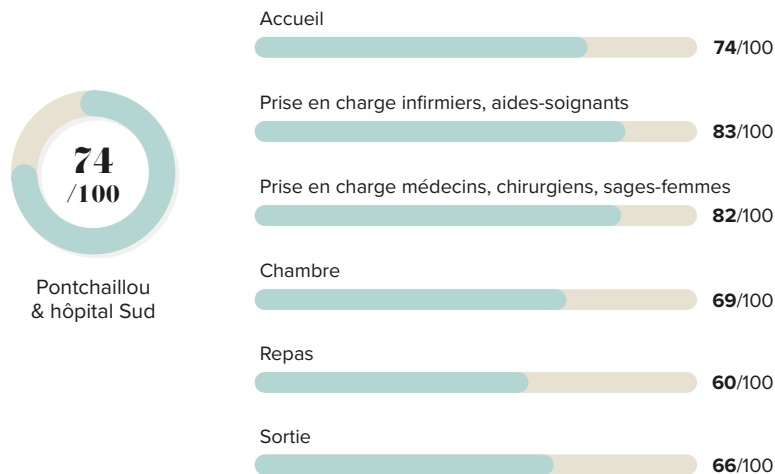 74
/100
Pontchaillou
& hôpital Sud
Accueil
74/100
Prise en charge infirmiers, aides-soignants
83/100
Prise en charge médecins, chirurgiens, sages-femmes
82/100
Chambre
69/100
Repas
60/100
Sortie
66/100